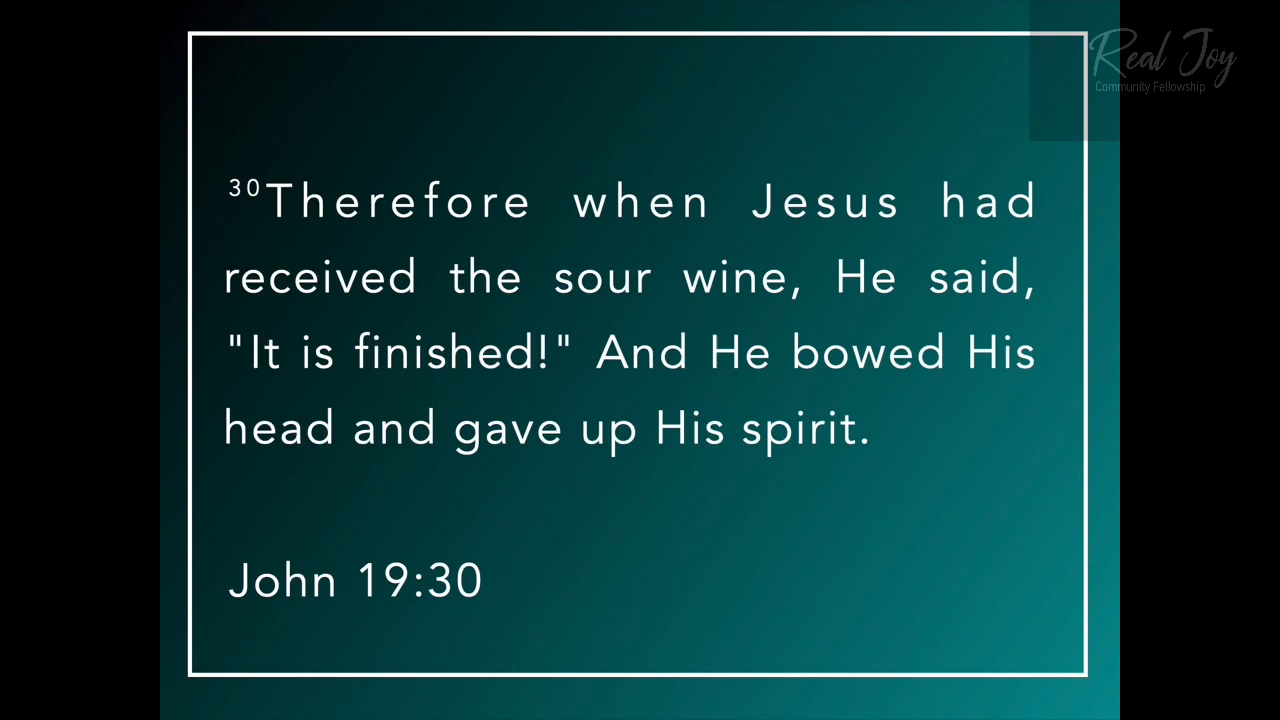 Real Joy
Community Fellowship
³⁰Therefore when Jesus had
received the sour wine, He said,
"It is finished!" And He bowed His
head and gave up His spirit.
John 19:30